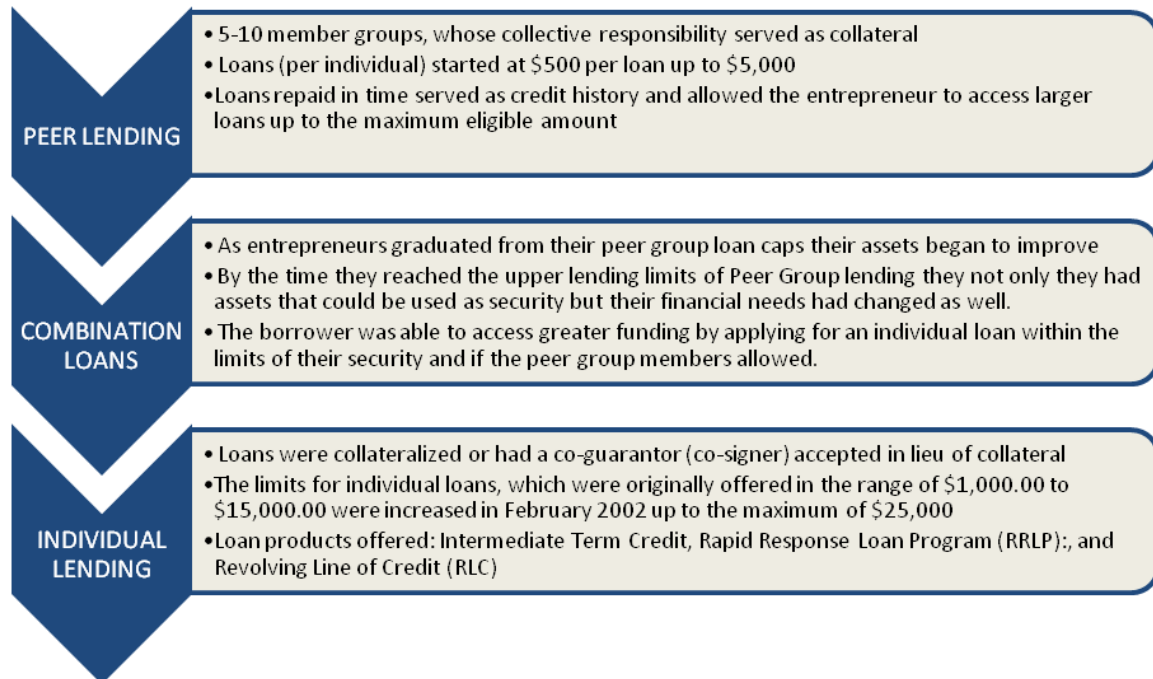 PEER LENDING
• 5-10 member groups, whose collective responsibility served as collateral
• Loans (per individual) started at $500 per loan up to $5,000
•Loans repaid in time served as credit history and allowed the entrepreneur to access larger
loans up to the maximum eligible amount
COMBINATION
LOANS
• As entrepreneurs graduated from their peer group loan caps their assets began to improve
• By the time they reached the upper lending limits of Peer Group lending they not only they had
assets that could be used as security but their financial needs had changed as well.
• The borrower was able to access greater funding by applying for an individual loan within the
limits of their security and if the peer group members allowed.
INDIVIDUAL
LENDING
• Loans were collateralized or had a co-guarantor (co-signer) accepted in lieu of collateral
•The limits for individual loans, which were originally offered in the range of $1,000.00 to
$15,000.00 were increased in February 2002 up to the maximum of $25,000
•Loan products offered: Intermediate Term Credit, Rapid Response Loan Program (RRLP):, and
Revolving Line of Credit (RLC)